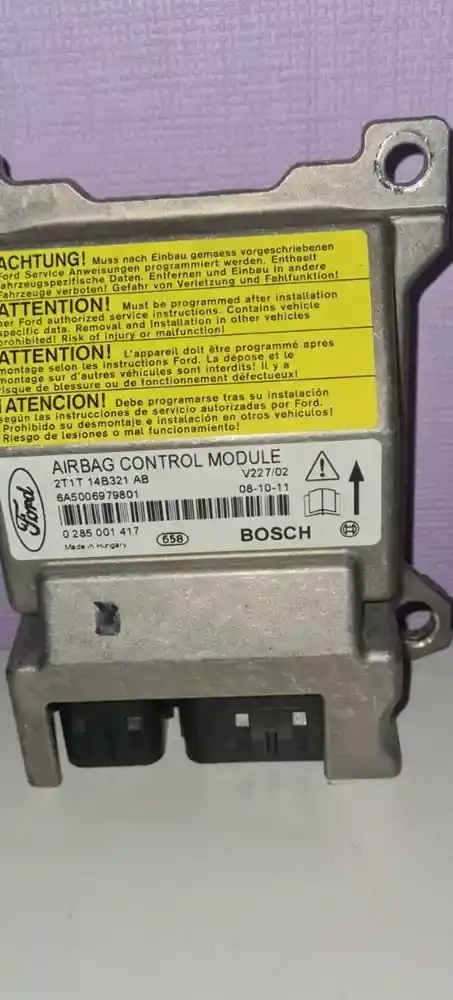 ACHTUNG! Muss nach Einbau gemaess vorgeschriebenen
Ford Service Anweisungen programmiert werden. Enthaelt
fahrzeugspezifische Daten. Entfernen und Einbau in andere
Fahrzeuge verboten! Gefahr von Verletzung und Fehlfunktion!
ATTENTION! Must be programmed after installation
per Ford authorized service instructions. Contains vehicle
specific data. Removal and installation in other vehicles
prohibited! Risk of injury or malfunction!
ATTENTION! L'appareil doit être programmé apres
montage selon les instructions Ford. La dépose et le
montage sur d'autres véhicules sont interdits! Il y a
risque de blessure ou de fonctionnement défectueux!
¡ATENCION! Debe programarse tras su instalación
según las instrucciones de servicio autorizadas por Ford.
Prohibido su desmontaje e instalación en otros vehículos!
Riesgo de lesiones o mal funcionamiento!
Ford
AIRBAG CONTROL MODULE
2T1T 14B321 AB V227/02
6A5006979801 08-10-11
0 285 001 417 658 BOSCH
Made in Hungary